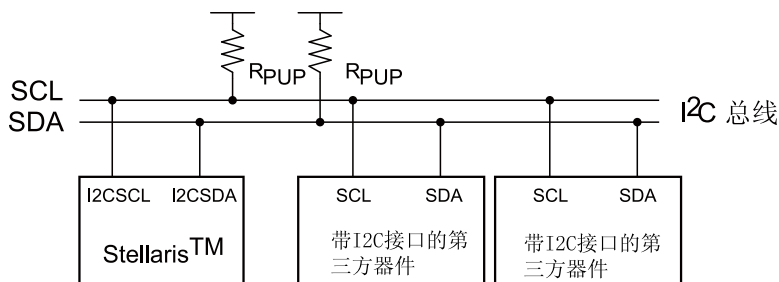 RPUP RPUP
SCL
SDA
I2C 总线
I2CSCL I2CSDA SCL SDA SCL SDA
Stellaris™
带I2C接口的第
三方器件
带I2C接口的第
三方器件